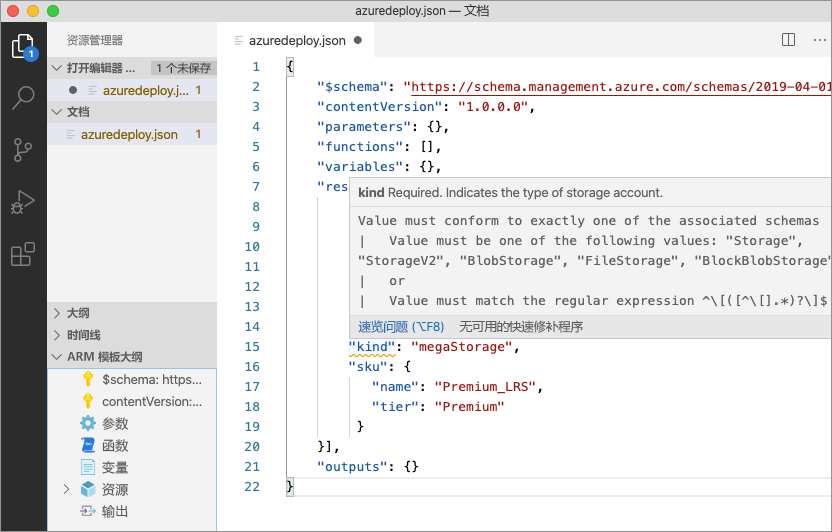 azuredeploy.json — 文档
1
资源管理器
打开编辑器 ... 1 个未保存
azuredeploy.j... 1
文档
azuredeploy.json 1
大纲
时间线
ARM 模板大纲
$schema: https...
contentVersion:...
参数
函数
变量
资源
输出
azuredeploy.json
1 {
2 "$schema": "https://schema.management.azure.com/schemas/2019-04-01
3 "contentVersion": "1.0.0.0",
4 "parameters": {},
5 "functions": [],
6 "variables": {},
7 "res
8
9
10
11
12
13
14
kind Required. Indicates the type of storage account.
Value must conform to exactly one of the associated schemas
| Value must be one of the following values: "Storage",
"StorageV2", "BlobStorage", "FileStorage", "BlockBlobStorage"
| or
| Value must match the regular expression ^\[([^\[].*)?\]$
速览问题 (⌥F8) 无可用的快速修补程序
15 "kind": "megaStorage",
16 "sku": {
17 "name": "Premium_LRS",
18 "tier": "Premium"
19 }
20 }],
21 "outputs": {}
22 }